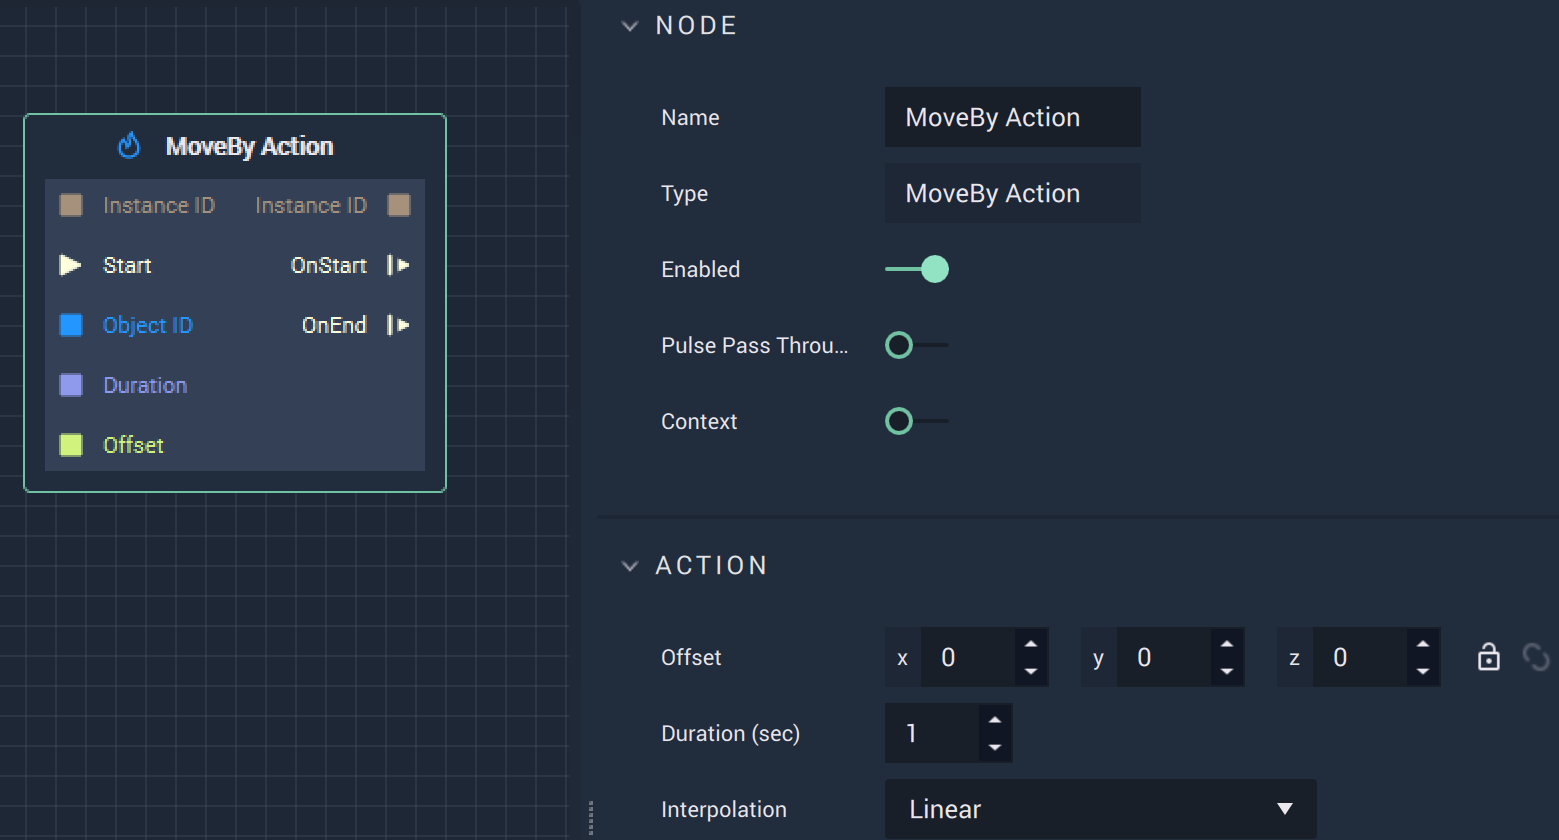 MoveBy Action
Instance ID Instance ID
Start OnStart
Object ID OnEnd
Duration
Offset
NODE
Name MoveBy Action
Type MoveBy Action
Enabled
Pulse Pass Throu...
Context
ACTION
Offset x 0 y 0 z 0
Duration (sec) 1
Interpolation Linear